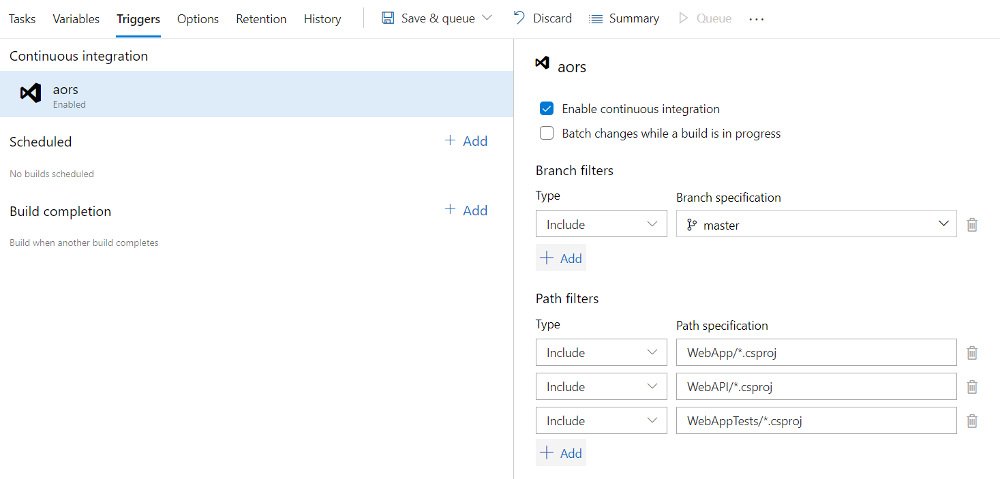 Tasks Variables Triggers Options Retention History Save & queue Discard Summary Queue ...
Continuous integration
aors
Enabled
Scheduled
+ Add
No builds scheduled
Build completion
+ Add
Build when another build completes
aors
Enable continuous integration
Batch changes while a build is in progress
Branch filters
Type Branch specification
Include master
+ Add
Path filters
Type Path specification
Include WebApp/*.csproj
Include WebAPI/*.csproj
Include WebAppTests/*.csproj
+ Add